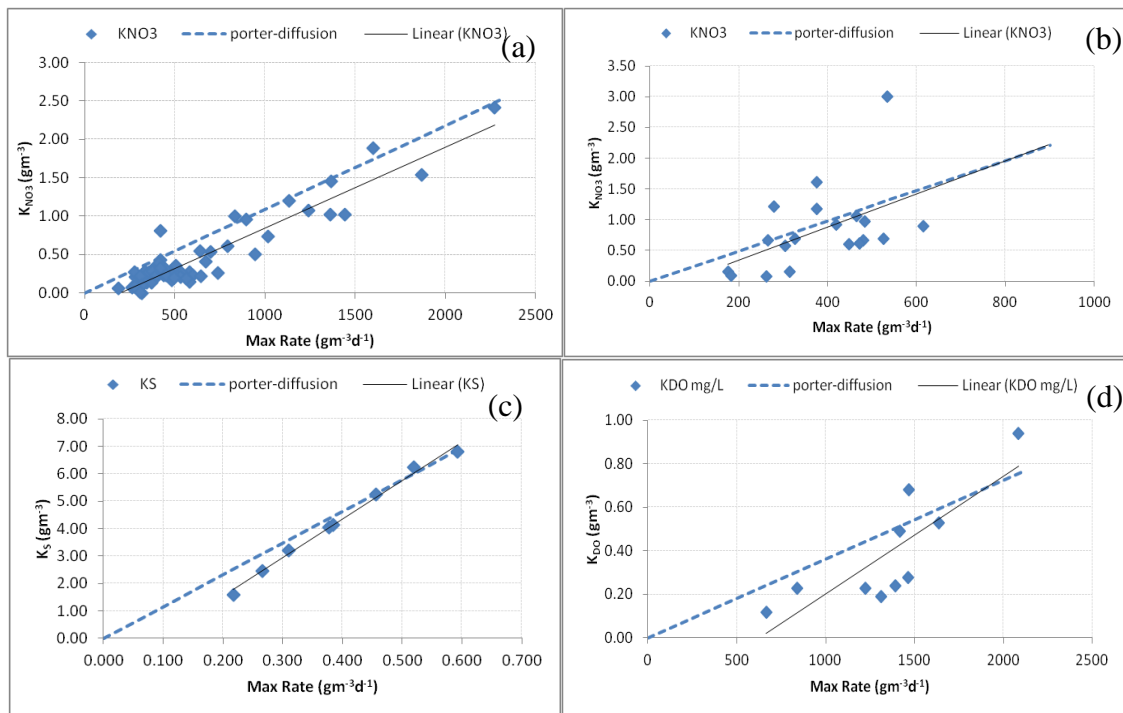 KNO3 porter-diffusion Linear (KNO3)
(a)
3.00
2.50
2.00
1.50
1.00
0.50
0.00
K_NO3 (gm⁻³)
0 500 1000 1500 2000 2500
Max Rate (gm⁻³d⁻¹)
KNO3 porter-diffusion Linear (KNO3)
(b)
3.50
3.00
2.50
2.00
1.50
1.00
0.50
0.00
K_NO3 (gm⁻³)
0 200 400 600 800 1000
Max Rate (gm⁻³d⁻¹)
KS porter-diffusion Linear (KS)
(c)
8.00
7.00
6.00
5.00
4.00
3.00
2.00
1.00
0.00
K_S (gm⁻³)
0.000 0.100 0.200 0.300 0.400 0.500 0.600 0.700
Max Rate (gm⁻³d⁻¹)
KDO mg/L porter-diffusion Linear (KDO mg/L)
(d)
1.00
0.80
0.60
0.40
0.20
0.00
K_DO (gm⁻³)
0 500 1000 1500 2000 2500
Max Rate (gm⁻³d⁻¹)